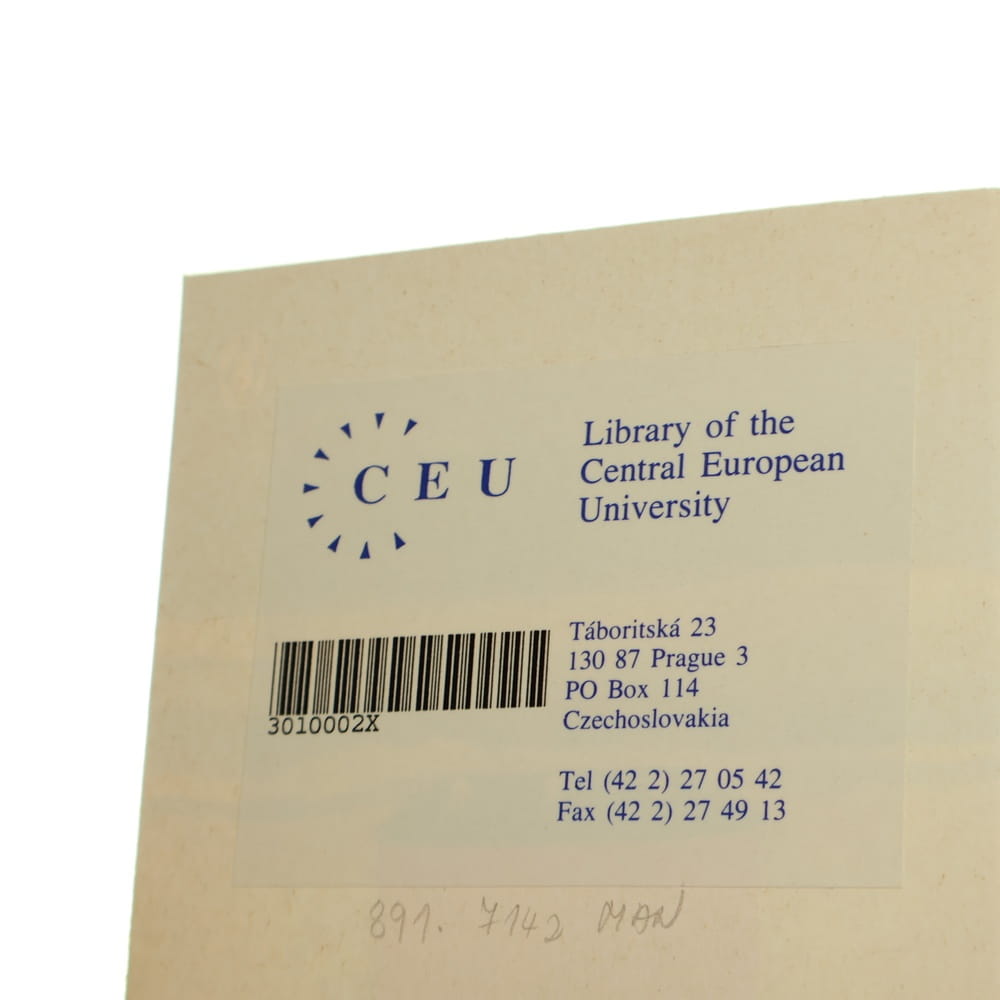 C E U
Library of the
Central European
University
3010002X
Táboritská 23
130 87 Prague 3
PO Box 114
Czechoslovakia
Tel (42 2) 27 05 42
Fax (42 2) 27 49 13
891. 7142 MAN